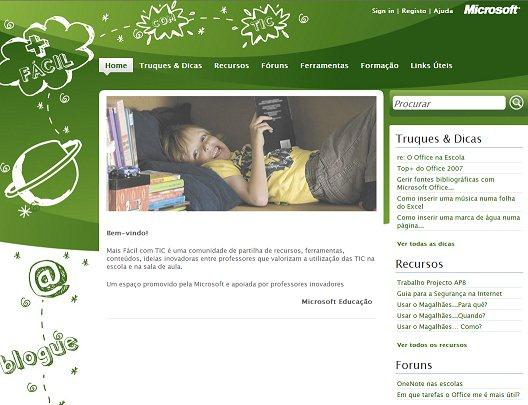 Sign in | Registo | Ajuda Microsoft
+ FÁCIL COM TIC
Home Truques & Dicas Recursos Fóruns Ferramentas Formação Links Úteis
Procurar
Bem-vindo!
Mais Fácil com TIC é uma comunidade de partilha de recursos, ferramentas,
conteúdos, ideias inovadoras entre professores que valorizam a utilização das TIC na
escola e na sala de aula.
Um espaço promovido pela Microsoft e apoiada por professores inovadores
Microsoft Educação
@
blogue
Truques & Dicas
re: O Office na Escola
Top+ do Office 2007
Gerir fontes bibliográficas com
Microsoft Office...
Como inserir uma música numa folha
do Excel
Como inserir uma marca de água numa
página...
Ver todas as dicas
Recursos
Trabalho Projecto AP8
Guia para a Segurança na Internet
Usar o Magalhães...Para quê?
Usar o Magalhães....Quando?
Usar o Magalhães... Como?
Ver todos os recursos
Foruns
OneNote nas escolas
Em que tarefas o Office me é mais útil?